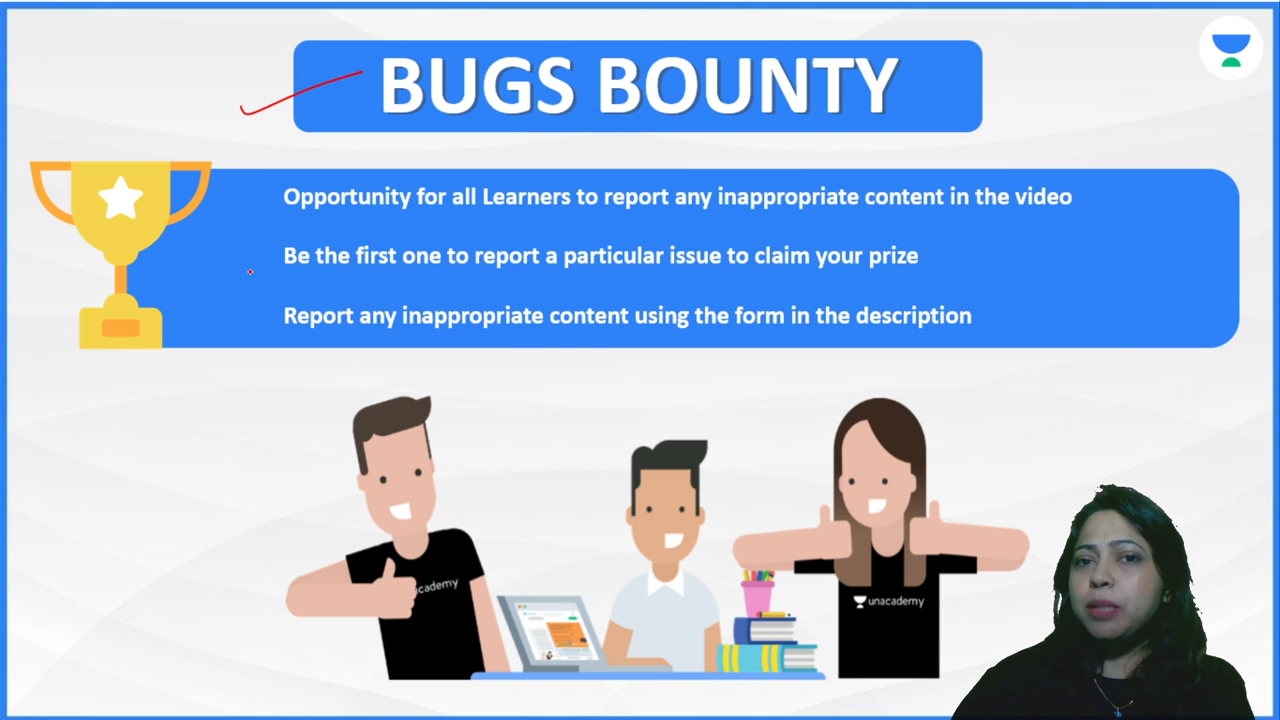 BUGS BOUNTY
Opportunity for all Learners to report any inappropriate content in the video
Be the first one to report a particular issue to claim your prize
Report any inappropriate content using the form in the description
cademy
unacademy